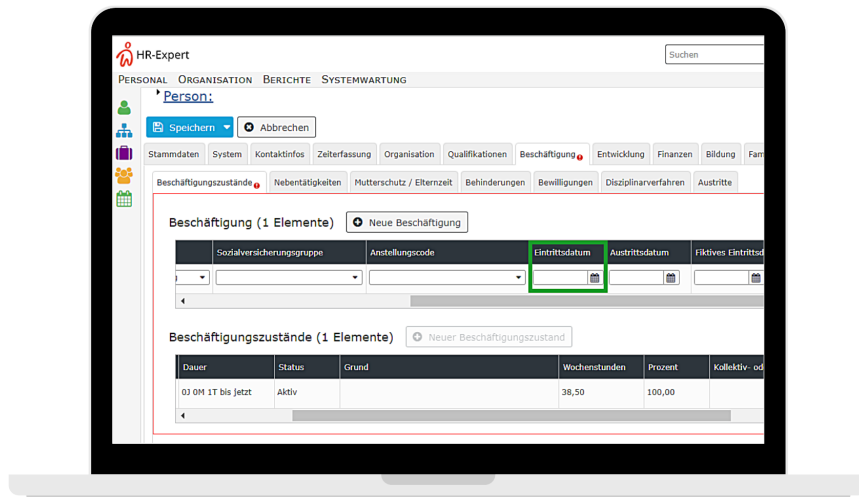 HR-Expert
Suchen
PERSONAL ORGANISATION BERICHTE SYSTEMWARTUNG
Person:
Speichern Abbrechen
Stammdaten System Kontaktinfos Zeiterfassung Organisation Qualifikationen Beschäftigung Entwicklung Finanzen Bildung Fam
Beschäftigungszustände Nebentätigkeiten Mutterschutz / Elternzeit Behinderungen Bewilligungen Disziplinarverfahren Austritte
Beschäftigung (1 Elemente) Neue Beschäftigung
Sozialversicherungsgruppe Anstellungscode Eintrittsdatum Austrittsdatum Fiktives Eintrittsd
Beschäftigungszustände (1 Elemente) Neuer Beschäftigungszustand
Dauer Status Grund Wochenstunden Prozent Kollektiv- od
0J 0M 1T bis jetzt Aktiv 38,50 100,00